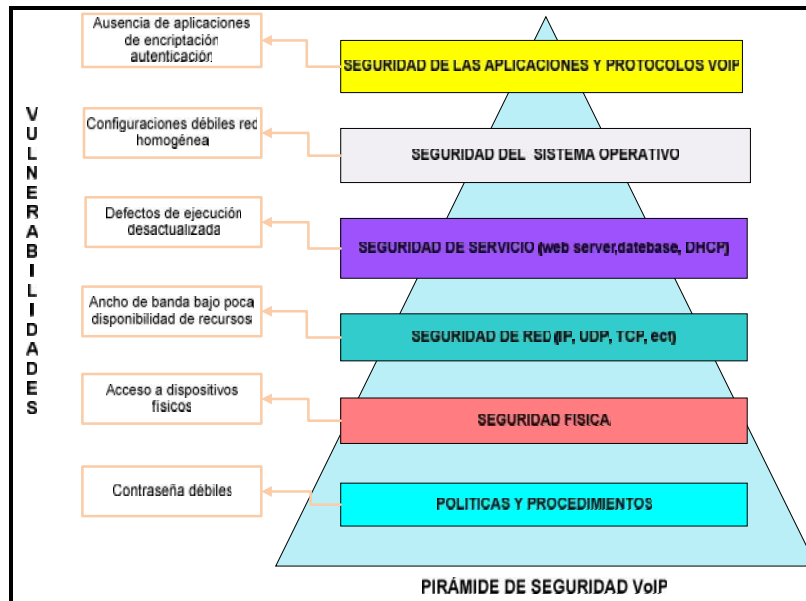 Ausencia de aplicaciones
de encriptación
autenticación
SEGURIDAD DE LAS APLICACIONES Y PROTOCOLOS VOIP
VULNERABILIDADES
Configuraciones débiles red
homogénea
SEGURIDAD DEL SISTEMA OPERATIVO
Defectos de ejecución
desactualizada
SEGURIDAD DE SERVICIO (web server,datebase, DHCP)
Ancho de banda bajo poca
disponibilidad de recursos
SEGURIDAD DE RED (IP, UDP, TCP, ect)
Acceso a dispositivos
físicos
SEGURIDAD FISICA
Contraseña débiles
POLITICAS Y PROCEDIMIENTOS
PIRÁMIDE DE SEGURIDAD VoIP